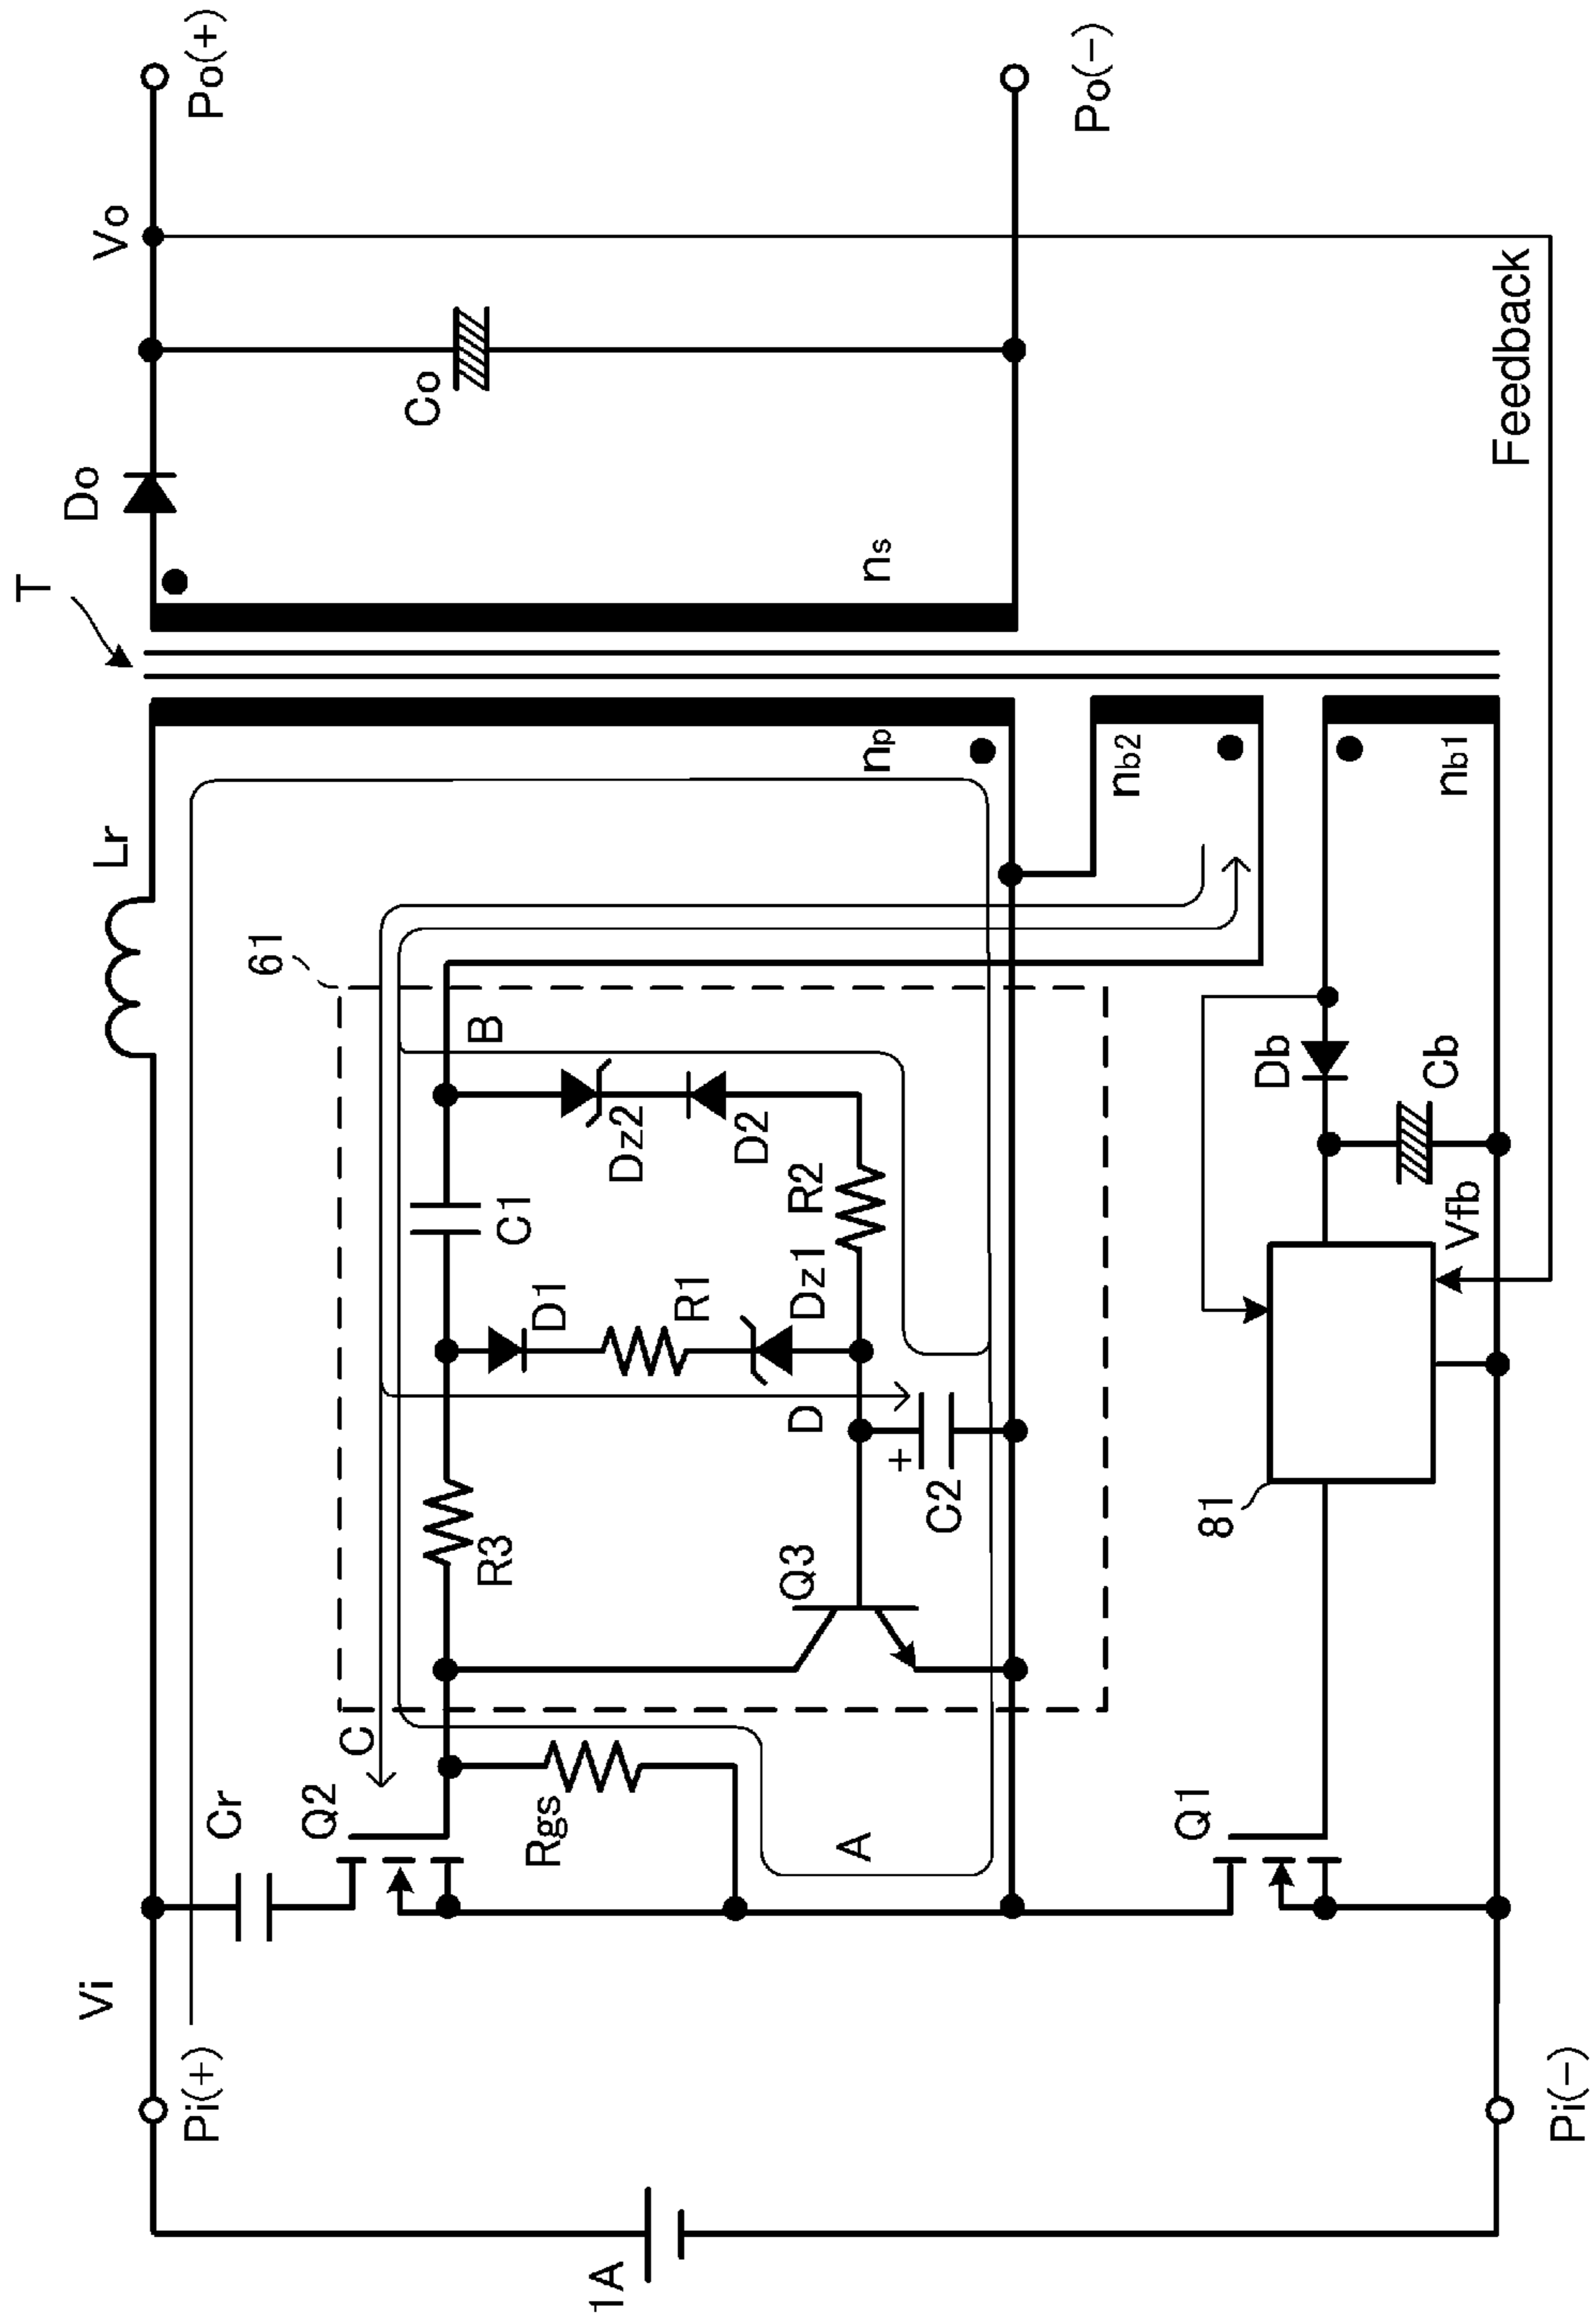 T
Vi
Lr
Do
Vo
Pi(+)
Po(+)
Cr
61
Q2
C
R3
D1
C1
B
Co
Rgs
R1
Dz2
Q3
D
Dz1
R2
D2
A
+
C2
np
ns
1A
nb2
Po(-)
Q1
81
Db
Vfb
Cb
nb1
Feedback
Pi(-)